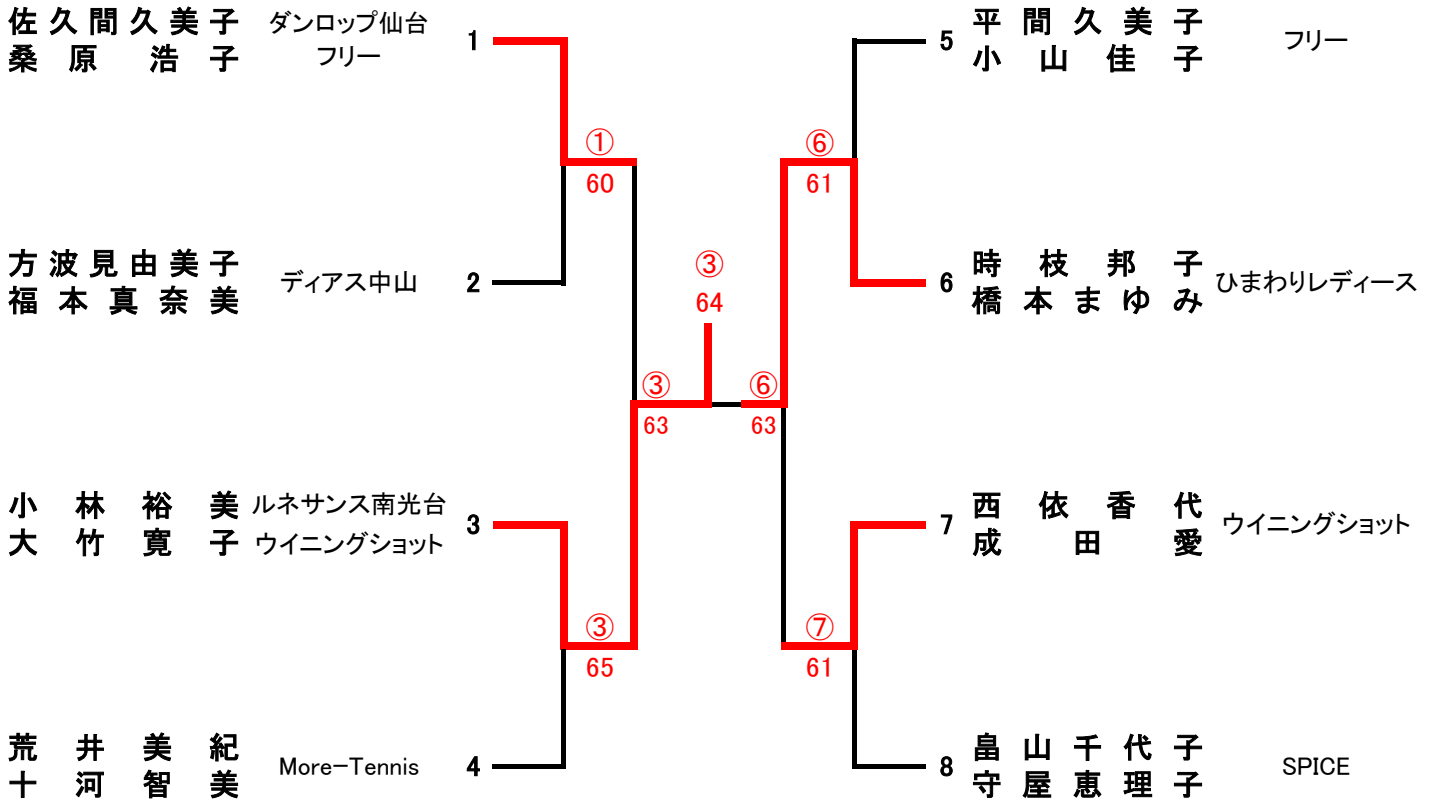 佐久間久美子 ダンロップ仙台
桑原浩子 フリー
1
方波見由美子 ディアス中山
福本真奈美
2
小林裕美 ルネサンス南光台
大竹寛子 ウイニングショット
3
荒井美紀 More-Tennis
十河智美
4
① 
60
③
65
③
63
③
64
⑥
63
⑥
61
⑦
61
5
平間久美子 フリー
小山佳子
6
時枝邦子 ひまわりレディース
橋本まゆみ
7
西依香代 ウイニングショット
成田愛
8
畠山千代子 SPICE
守屋恵理子